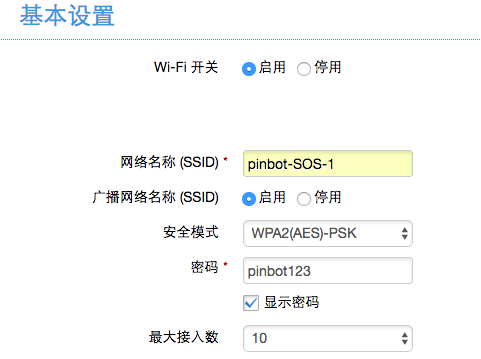 基本设置
Wi-Fi 开关 启用 停用
网络名称 (SSID) * pinbot-SOS-1
广播网络名称 (SSID) 启用 停用
安全模式 WPA2(AES)-PSK
密码 * pinbot123
显示密码
最大接入数 10